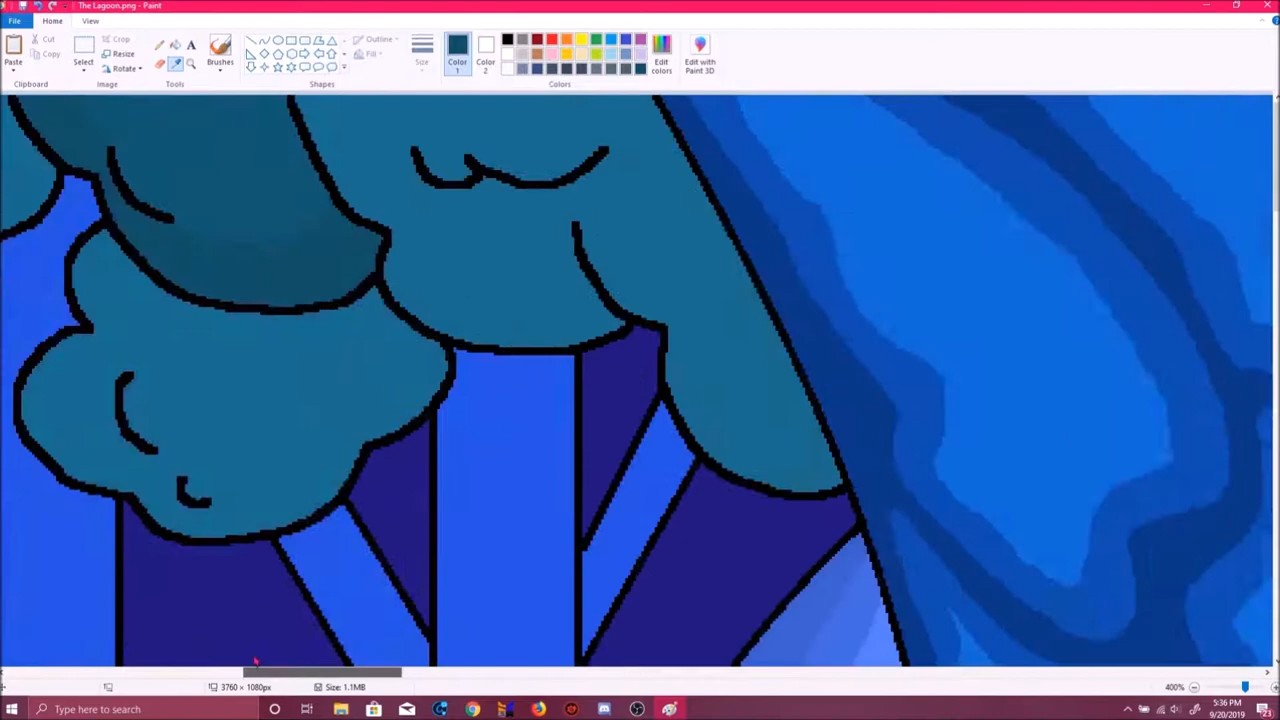 The Lagoon.png - Paint
File Home View
Paste
Cut
Copy
Clipboard
Select
Crop
Resize
Rotate
Image
A
Tools
Brushes
Shapes
Outline
Fill
Size
Color
1
Color
2
Edit
colors
Colors
Edit with
Paint 3D
3760 × 1080px
Size: 1.1MB
400%
Type here to search
5:36 PM
9/20/2019
23